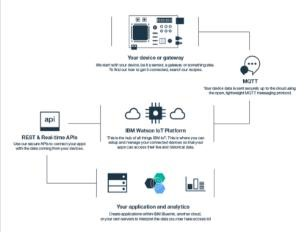 Your device or gateway
We start with your device, be it a sensor, a gateway, or something else.
To find out how to get it connected, search our recipes.
MQTT
Your device data is sent securely up to the cloud using
the open, lightweight MQTT messaging protocol.
api
REST & Real-time APIs
Use our secure APIs to connect your apps
with the data coming from your devices.
IBM Watson IoT Platform
This is the hub of all things IBM IoT. This is where you can
setup and manage your connected devices so that your
apps can access their live and historical data.
Your application and analytics
Create applications within IBM Bluemix, another cloud,
or your own servers to interpret the data you now have access to!